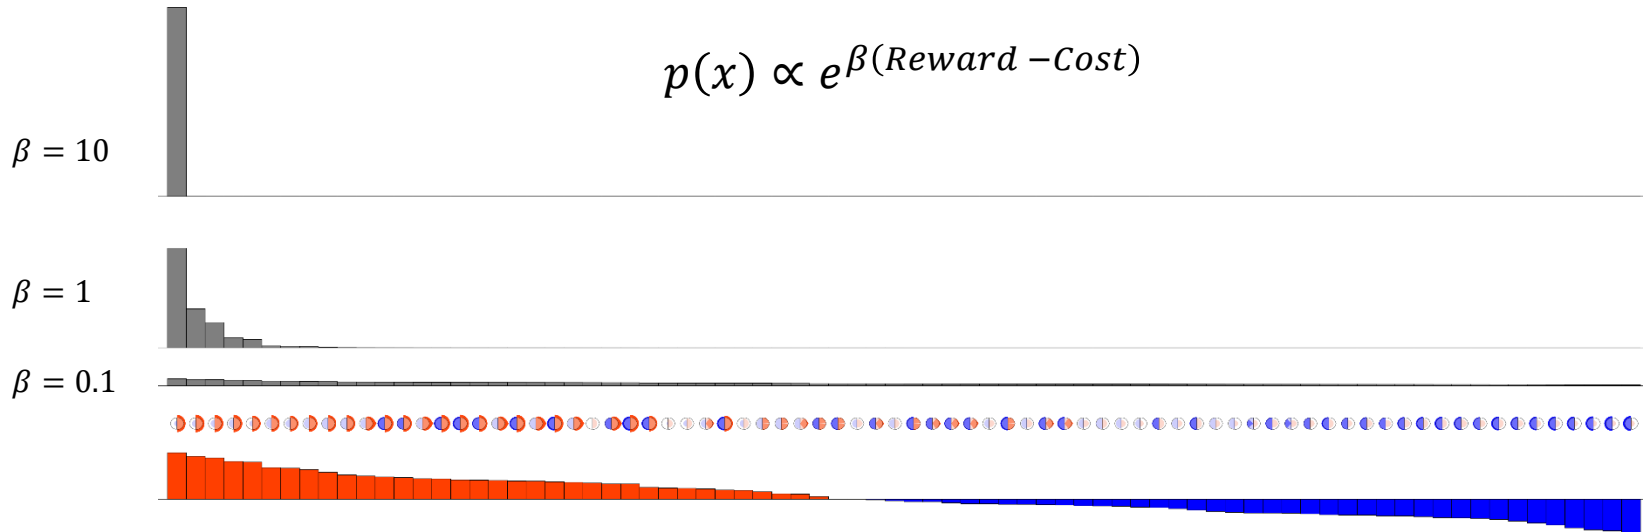 p(x) ∝ e^{β(Reward −Cost)}
β = 10
β = 1
β = 0.1